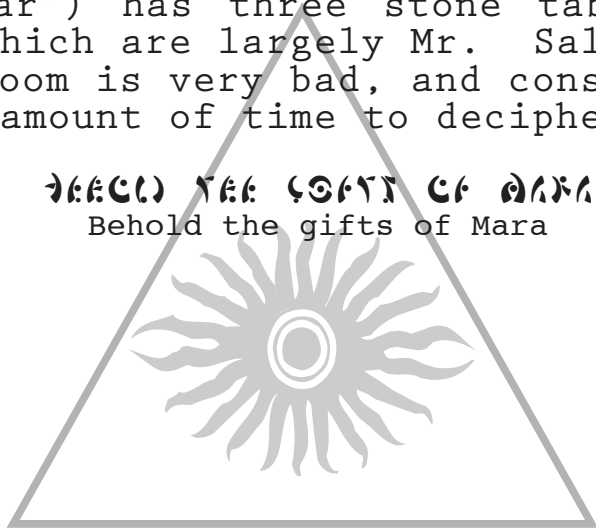 ar") has three stone tab
hich are largely Mr. Sal
oom is very bad, and cons
amount of time to deciphe
Behold the gifts of Mara